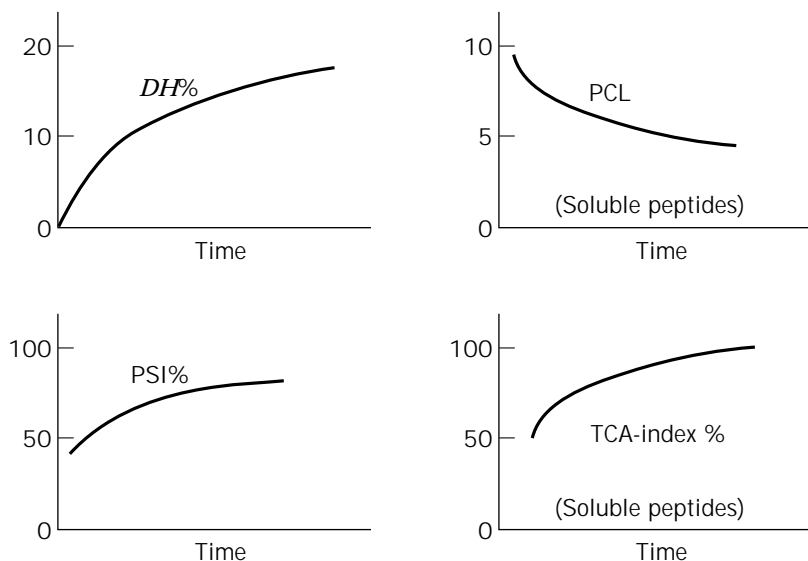 20
10
0
DH%
Time
10
5
0
PCL
(Soluble peptides)
Time
100
50
0
PSI%
Time
100
50
0
TCA-index %
(Soluble peptides)
Time